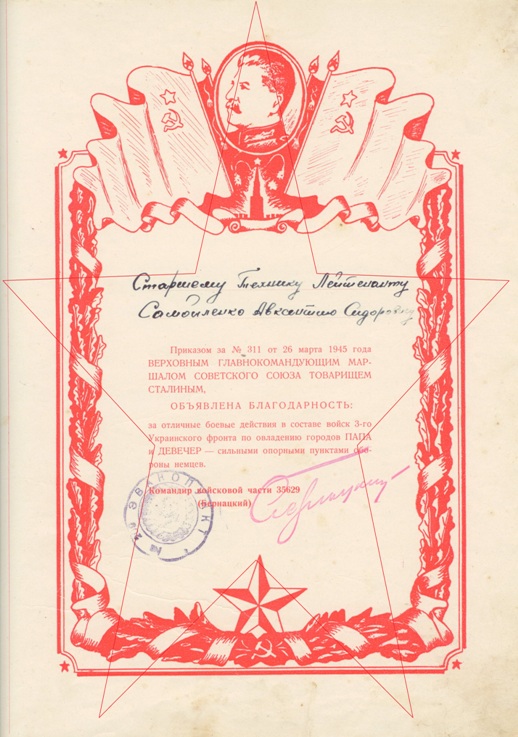 Старшему Технику Лейтенанту
Самойленко Авксентию Сидоровичу
Приказом за № 311 от 26 марта 1945 года
ВЕРХОВНЫМ ГЛАВНОКОМАНДУЮЩИМ МАР-
ШАЛОМ СОВЕТСКОГО СОЮЗА ТОВАРИЩЕМ
СТАЛИНЫМ,
ОБЪЯВЛЕНА БЛАГОДАРНОСТЬ:
за отличные боевые действия в составе войск 3-го
Украинского фронта по овладению городов ПАПА
и ДЕВЕЧЕР — сильными опорными пунктами обо-
роны немцев.
Командир войсковой части 35629
(Бернацкий)